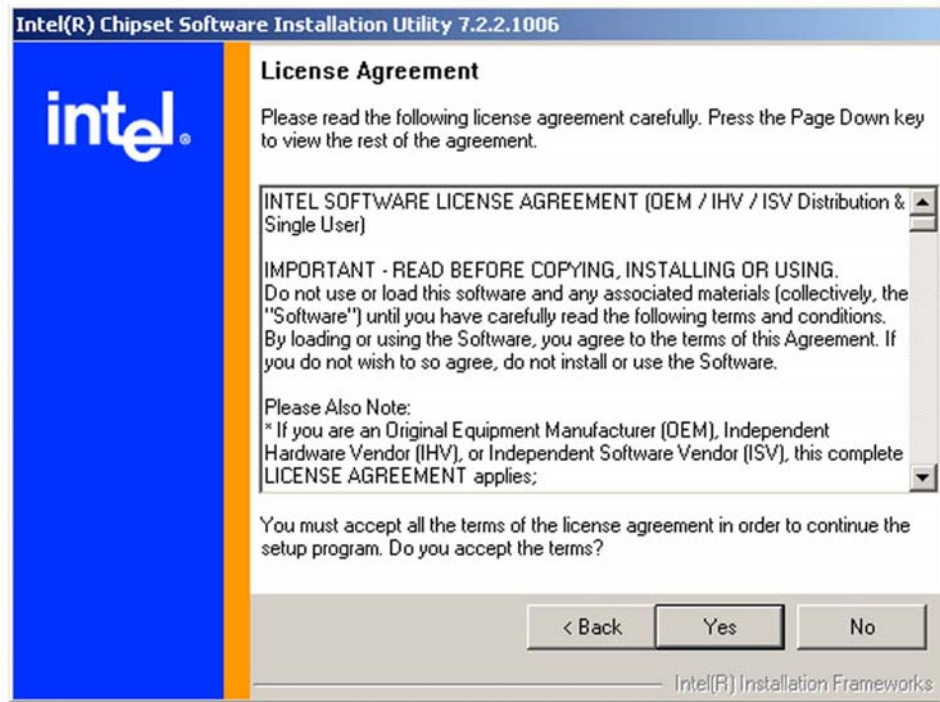 Intel(R) Chipset Software Installation Utility 7.2.2.1006
intel®
License Agreement
Please read the following license agreement carefully. Press the Page Down key
to view the rest of the agreement.
INTEL SOFTWARE LICENSE AGREEMENT (OEM / IHV / ISV Distribution &
Single User)
IMPORTANT - READ BEFORE COPYING, INSTALLING OR USING.
Do not use or load this software and any associated materials (collectively, the
"Software") until you have carefully read the following terms and conditions.
By loading or using the Software, you agree to the terms of this Agreement. If
you do not wish to so agree, do not install or use the Software.
Please Also Note:
* If you are an Original Equipment Manufacturer (OEM), Independent
Hardware Vendor (IHV), or Independent Software Vendor (ISV), this complete
LICENSE AGREEMENT applies;
You must accept all the terms of the license agreement in order to continue the
setup program. Do you accept the terms?
< Back
Yes
No
Intel(R) Installation Frameworks